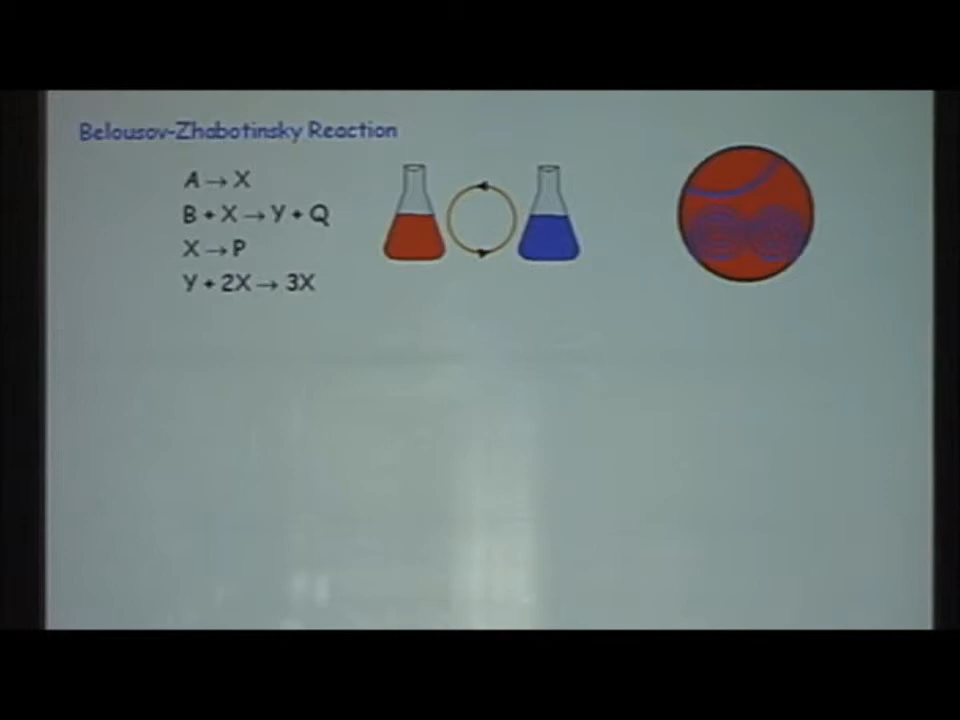 Belousov-Zhabotinsky Reaction
A → X
B + X → Y + Q
X → P
Y + 2X → 3X